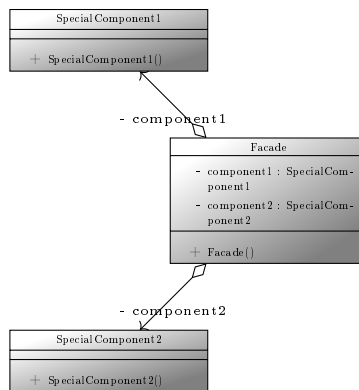 SpecialComponent1
+ SpecialComponent1()
- component1
Facade
- component1 : SpecialCom-
ponent1
- component2 : SpecialCom-
ponent2
+ Facade()
- component2
SpecialComponent2
+ SpecialComponent2()